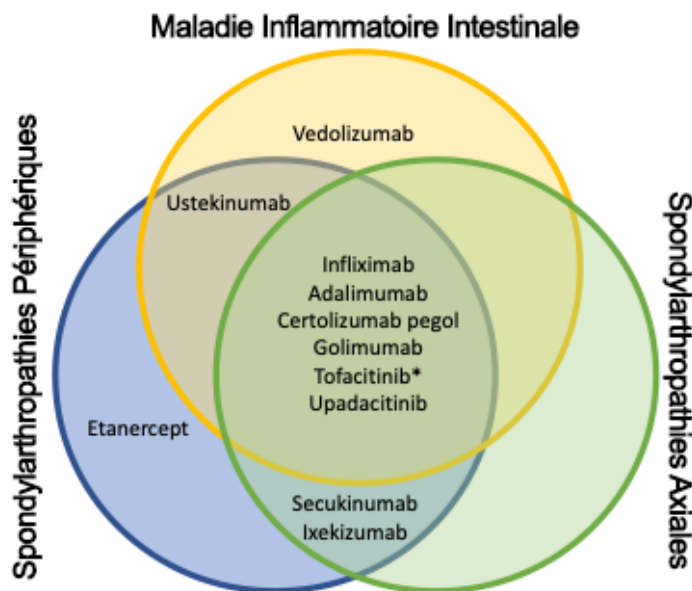 Maladie Inflammatoire Intestinale
Spondylarthropathies Périphériques
Spondylarthropathies Axiales
Vedolizumab
Ustekinumab
Infliximab
Adalimumab
Certolizumab pegol
Golimumab
Tofacitinib*
Upadacitinib
Etanercept
Secukinumab
Ixekizumab